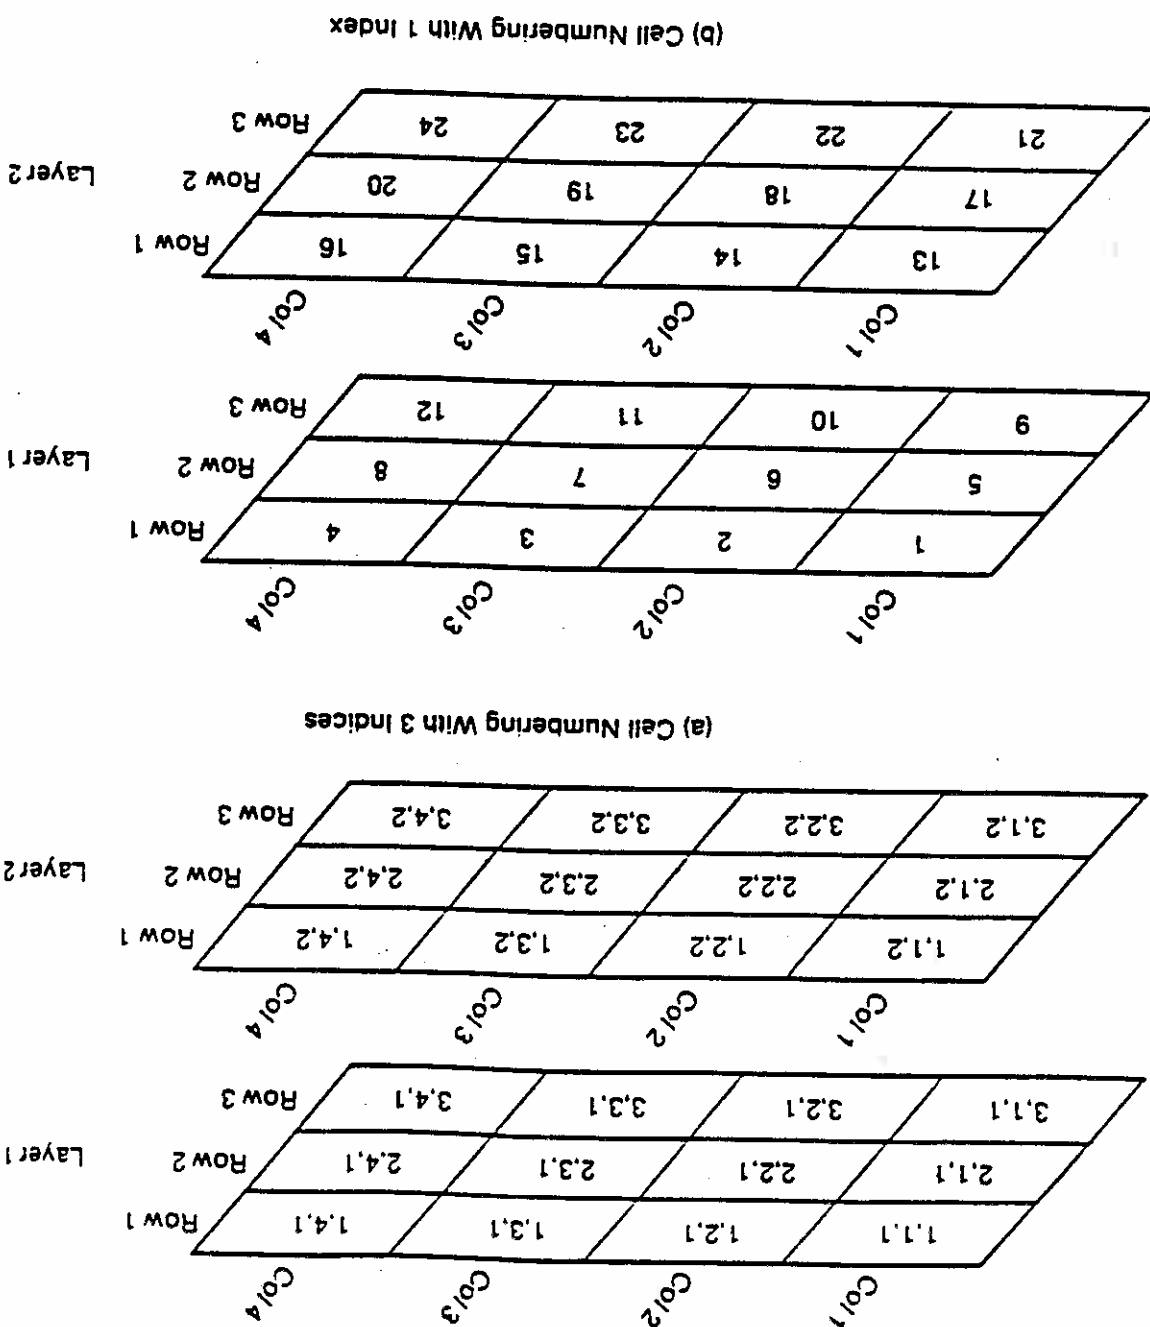 Col 1 Col 2 Col 3 Col 4
1,1,1 1,2,1 1,3,1 1,4,1 Row 1
2,1,1 2,2,1 2,3,1 2,4,1 Row 2 Layer 1
3,1,1 3,2,1 3,3,1 3,4,1 Row 3
Col 1 Col 2 Col 3 Col 4
1,1,2 1,2,2 1,3,2 1,4,2 Row 1
2,1,2 2,2,2 2,3,2 2,4,2 Row 2 Layer 2
3,1,2 3,2,2 3,3,2 3,4,2 Row 3
(a) Cell Numbering With 3 Indices
Col 1 Col 2 Col 3 Col 4
1 2 3 4 Row 1
5 6 7 8 Row 2 Layer 1
9 10 11 12 Row 3
Col 1 Col 2 Col 3 Col 4
13 14 15 16 Row 1
17 18 19 20 Row 2 Layer 2
21 22 23 24 Row 3
(b) Cell Numbering With 1 Index